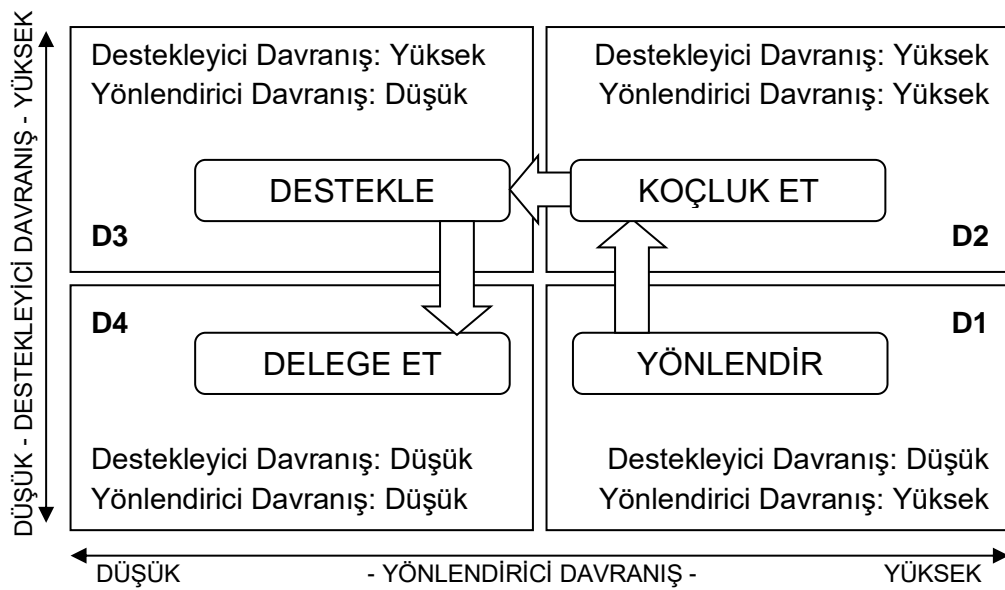 DÜŞÜK - DESTEKLEYİCİ DAVRANIŞ - YÜKSEK
Destekleyici Davranış: Yüksek
Yönlendirici Davranış: Düşük
DESTEKLE
D3
Destekleyici Davranış: Yüksek
Yönlendirici Davranış: Yüksek
KOÇLUK ET
D2
D4
DELEGE ET
Destekleyici Davranış: Düşük
Yönlendirici Davranış: Düşük
D1
YÖNLENDİR
Destekleyici Davranış: Düşük
Yönlendirici Davranış: Yüksek
DÜŞÜK - YÖNLENDİRİCİ DAVRANIŞ - YÜKSEK